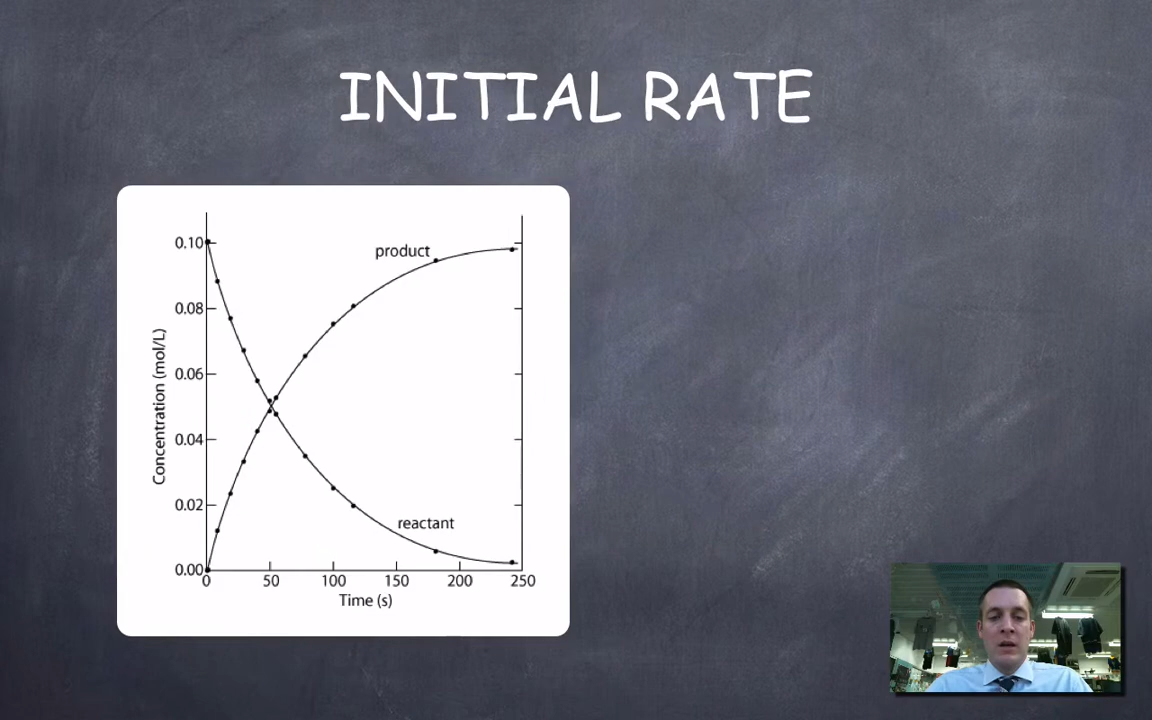 INITIAL RATE
0.10
0.08
0.06
0.04
0.02
0.00
Concentration (mol/L)
product
reactant
0 50 100 150 200 250
Time (s)